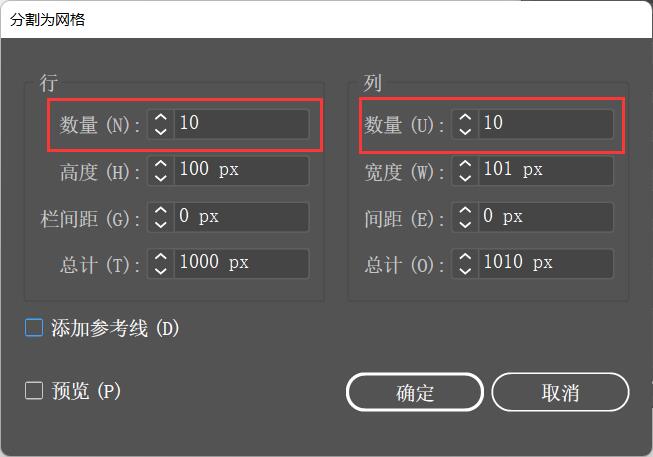 分割为网格
行
数量 (N): 10
高度 (H): 100 px
栏间距 (G): 0 px
总计 (T): 1000 px
列
数量 (U): 10
宽度 (W): 101 px
间距 (E): 0 px
总计 (O): 1010 px
添加参考线 (D)
预览 (P)
确定
取消